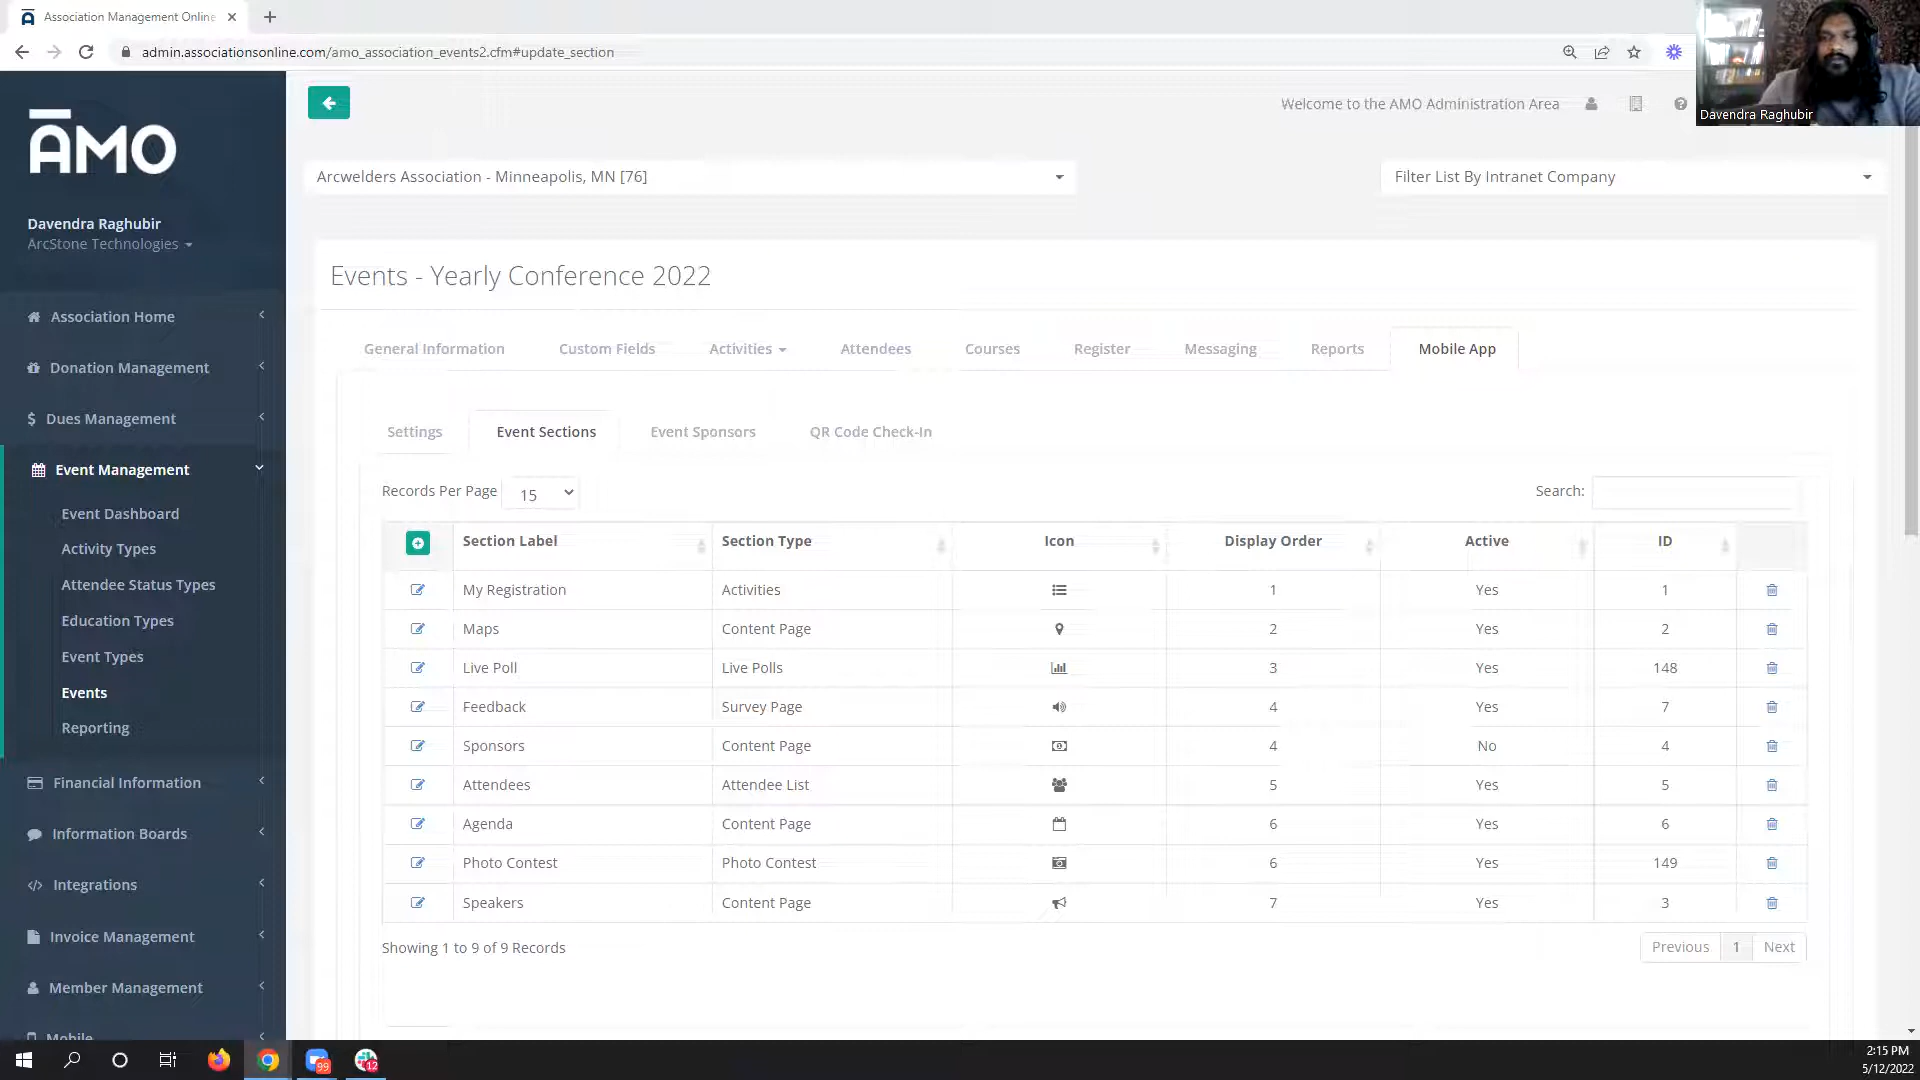 Association Management Online
admin.associationsonline.com/amo_association_events2.cfm#update_section
Davendra Raghubir
AMO
Welcome to the AMO Administration Area
Arcwelders Association - Minneapolis, MN [76]
Filter List By Intranet Company
Davendra Raghubir
ArcStone Technologies
Association Home
Donation Management
Dues Management
Event Management
Event Dashboard
Activity Types
Attendee Status Types
Education Types
Event Types
Events
Reporting
Financial Information
Information Boards
Integrations
Invoice Management
Member Management
Mobile
Events - Yearly Conference 2022
General Information Custom Fields Activities Attendees Courses Register Messaging Reports Mobile App
Settings Event Sections Event Sponsors QR Code Check-In
Records Per Page 15 Search:
Section Label Section Type Icon Display Order Active ID
My Registration Activities 1 Yes 1
Maps Content Page 2 Yes 2
Live Poll Live Polls 3 Yes 148
Feedback Survey Page 4 Yes 7
Sponsors Content Page 4 No 4
Attendees Attendee List 5 Yes 5
Agenda Content Page 6 Yes 6
Photo Contest Photo Contest 6 Yes 149
Speakers Content Page 7 Yes 3
Showing 1 to 9 of 9 Records
Previous 1 Next
99
12
2:15 PM
5/12/2022